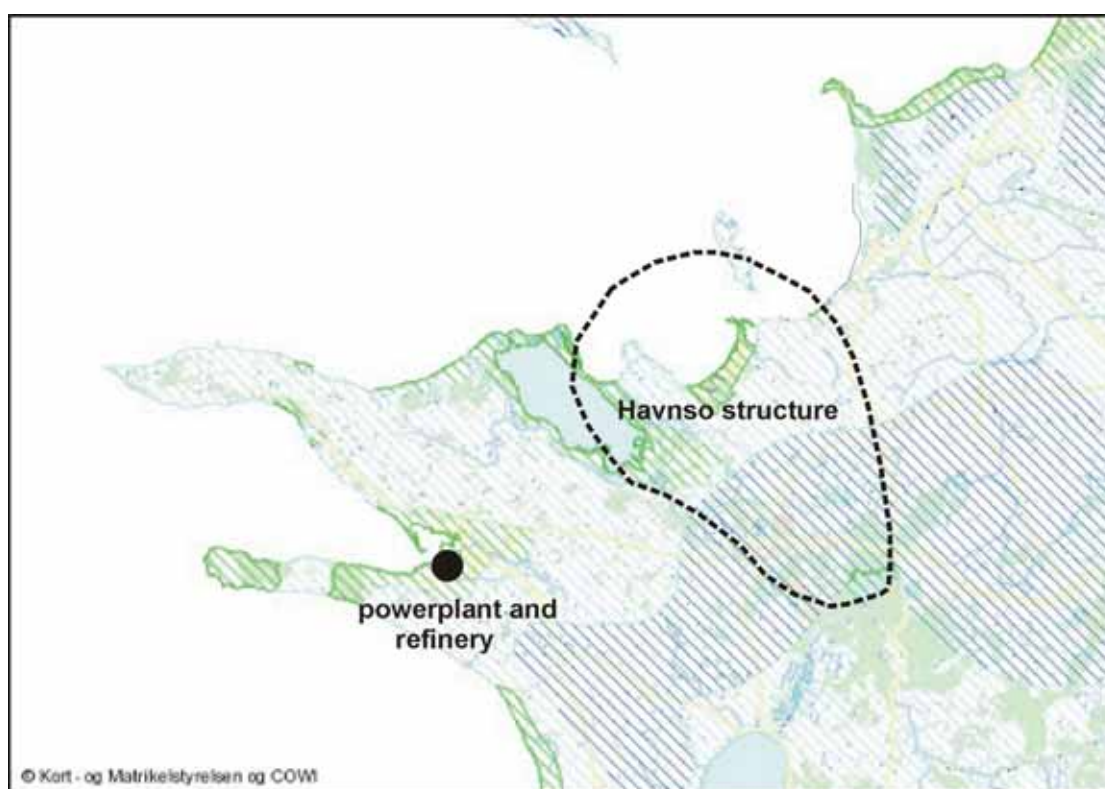 Havnso structure
powerplant and
refinery
© Kort - og Matrikelstyrelsen og COWI